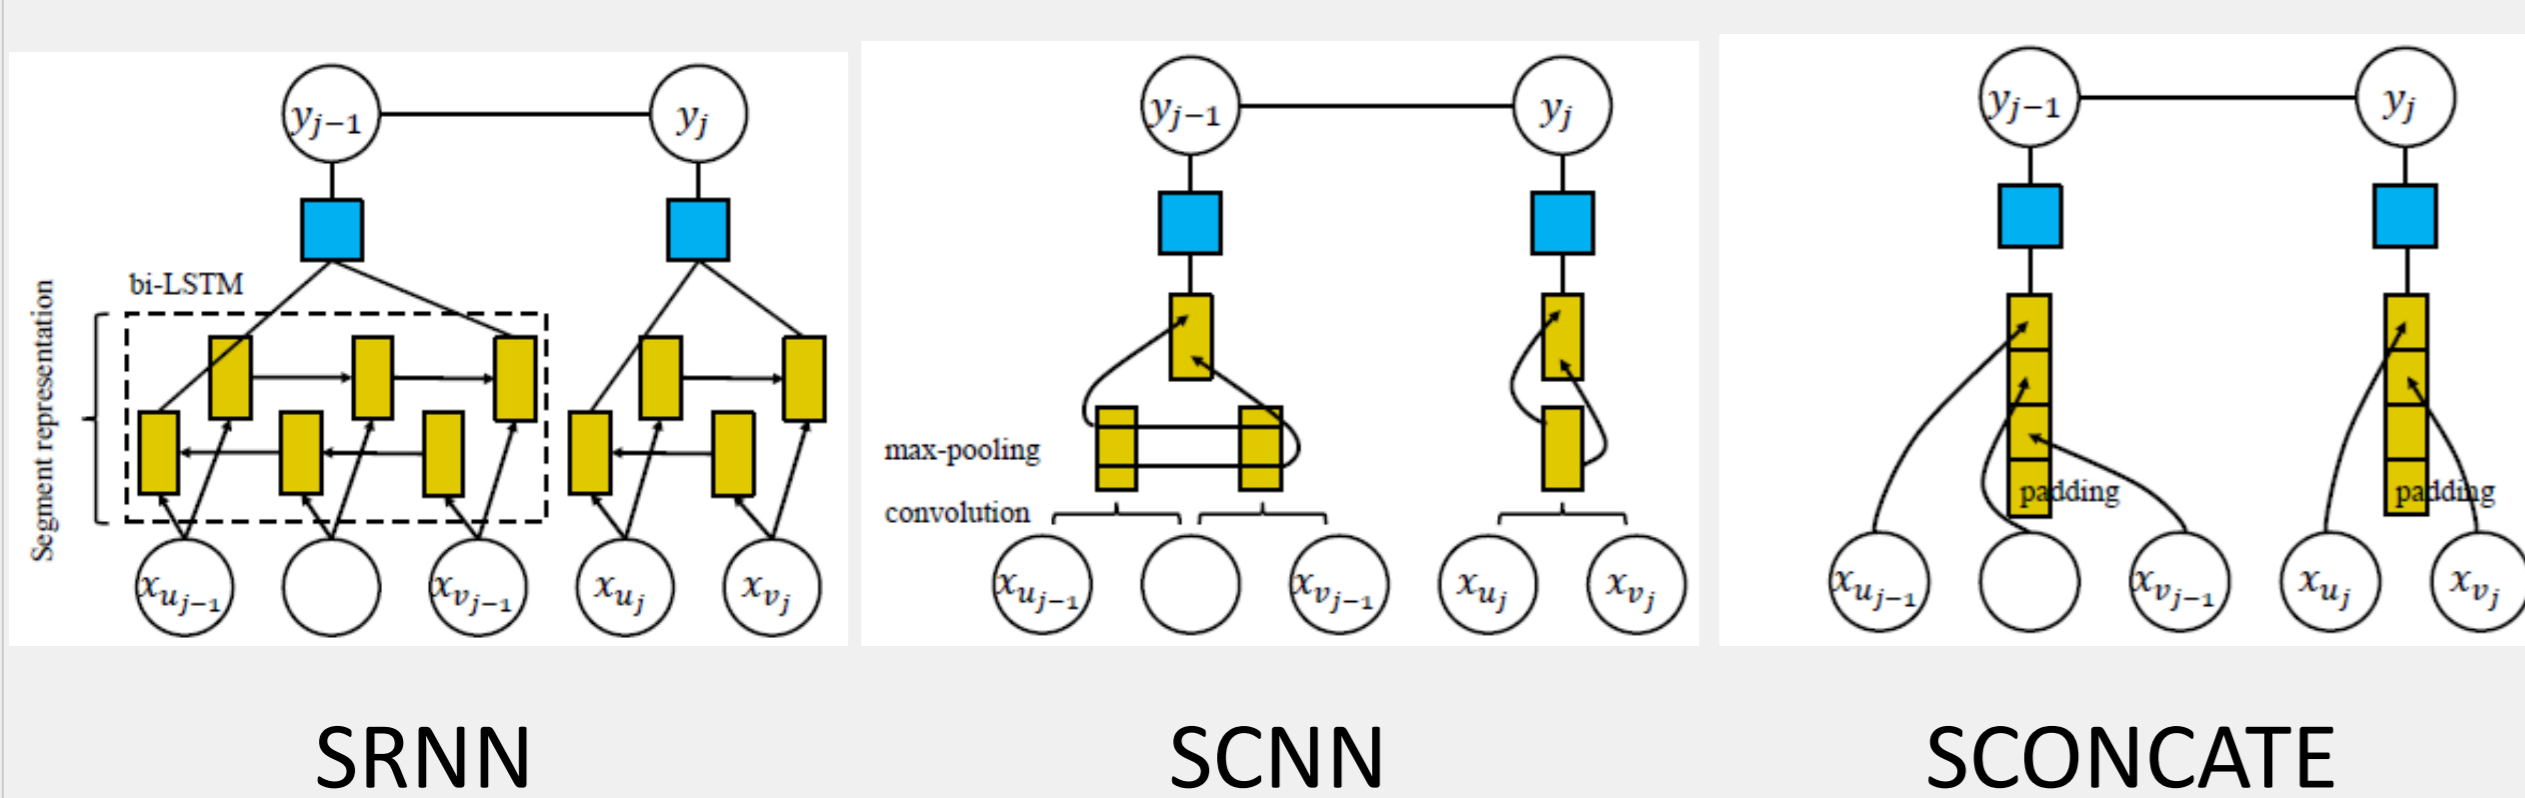 y_{j-1} y_j
bi-LSTM
Segment representation
x_{u_{j-1}} x_{v_{j-1}} x_{u_j} x_{v_j}
SRNN
y_{j-1} y_j
max-pooling
convolution
x_{u_{j-1}} x_{v_{j-1}} x_{u_j} x_{v_j}
SCNN
y_{j-1} y_j
padding padding
x_{u_{j-1}} x_{v_{j-1}} x_{u_j} x_{v_j}
SCONCATE